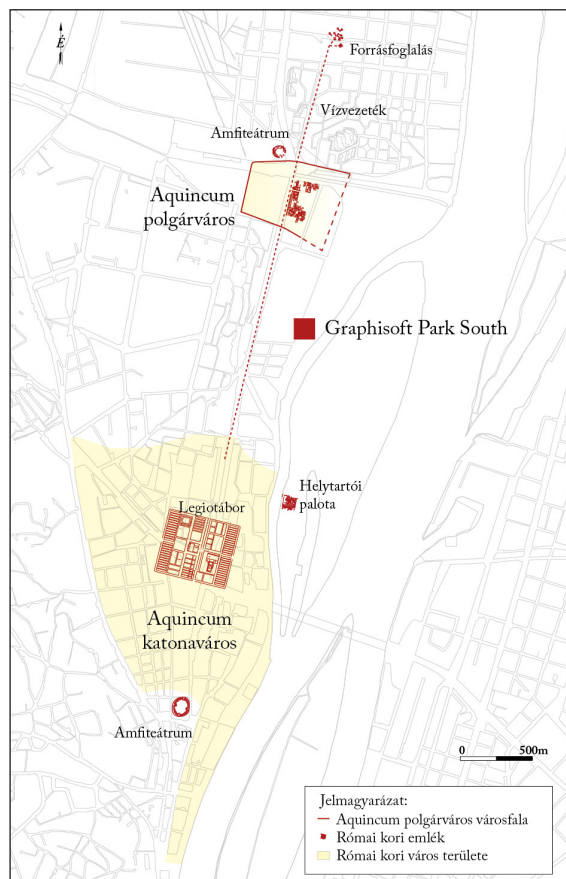 É
Forrásfoglalás
Vízvezeték
Amfiteátrum
Aquincum
polgárváros
Graphisoft Park South
Helytartói
palota
Legiotábor
Aquincum
katonaváros
Amfiteátrum
0 500m
Jelmagyarázat:
Aquincum polgárváros városfala
Római kori emlék
Római kori város területe